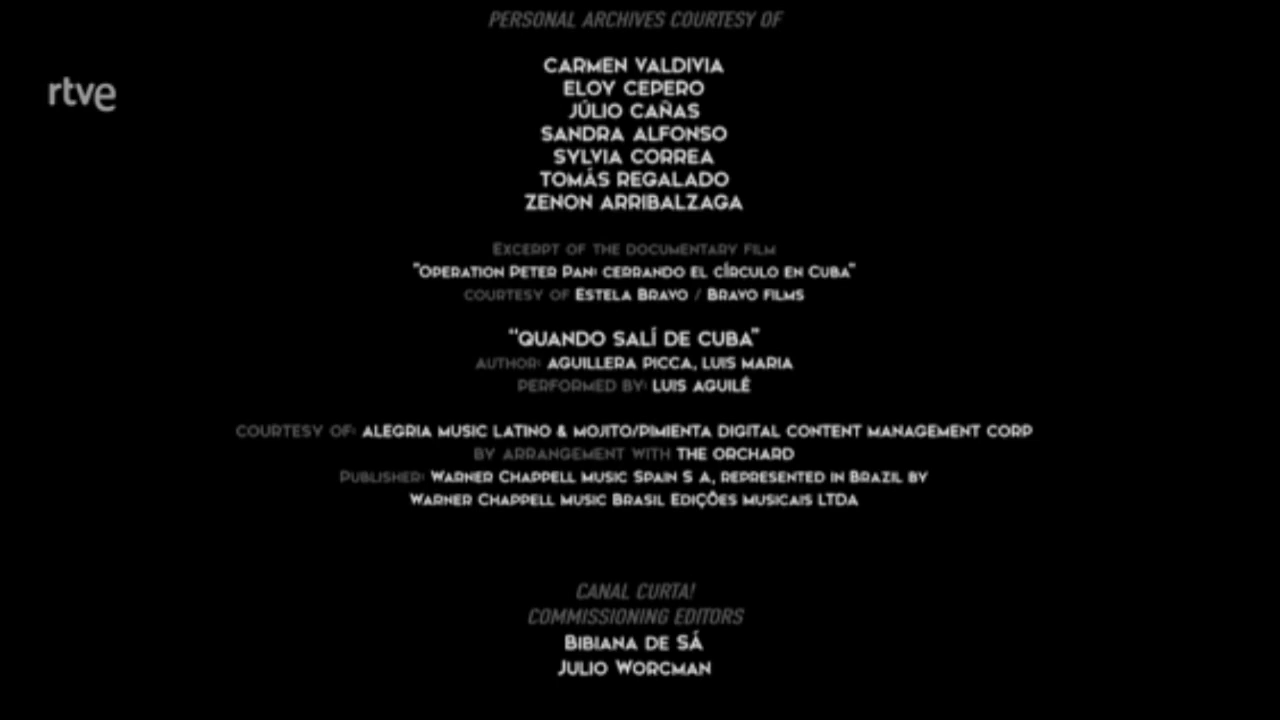 PERSONAL ARCHIVES COURTESY OF
rtve
CARMEN VALDIVIA
ELOY CEPERO
JÚLIO CAÑAS
SANDRA ALFONSO
SYLVIA CORREA
TOMÁS REGALADO
ZENON ARRIBALZAGA
EXCERPT OF THE DOCUMENTARY FILM
"OPERATION PETER PAN: CERRANDO EL CÍRCULO EN CUBA"
COURTESY OF ESTELA BRAVO / BRAVO FILMS
"QUANDO SALÍ DE CUBA"
AUTHOR: AGUILLERA PICCA, LUIS MARIA
PERFORMED BY: LUIS AGUILÉ
COURTESY OF: ALEGRIA MUSIC LATINO & MOJITO/PIMIENTA DIGITAL CONTENT MANAGEMENT CORP
BY ARRANGEMENT WITH THE ORCHARD
PUBLISHER: WARNER CHAPPELL MUSIC SPAIN S A, REPRESENTED IN BRAZIL BY
WARNER CHAPPELL MUSIC BRASIL EDIÇÕES MUSICAIS LTDA
CANAL CURTA!
COMMISSIONING EDITORS
BIBIANA DE SÁ
JULIO WORCMAN